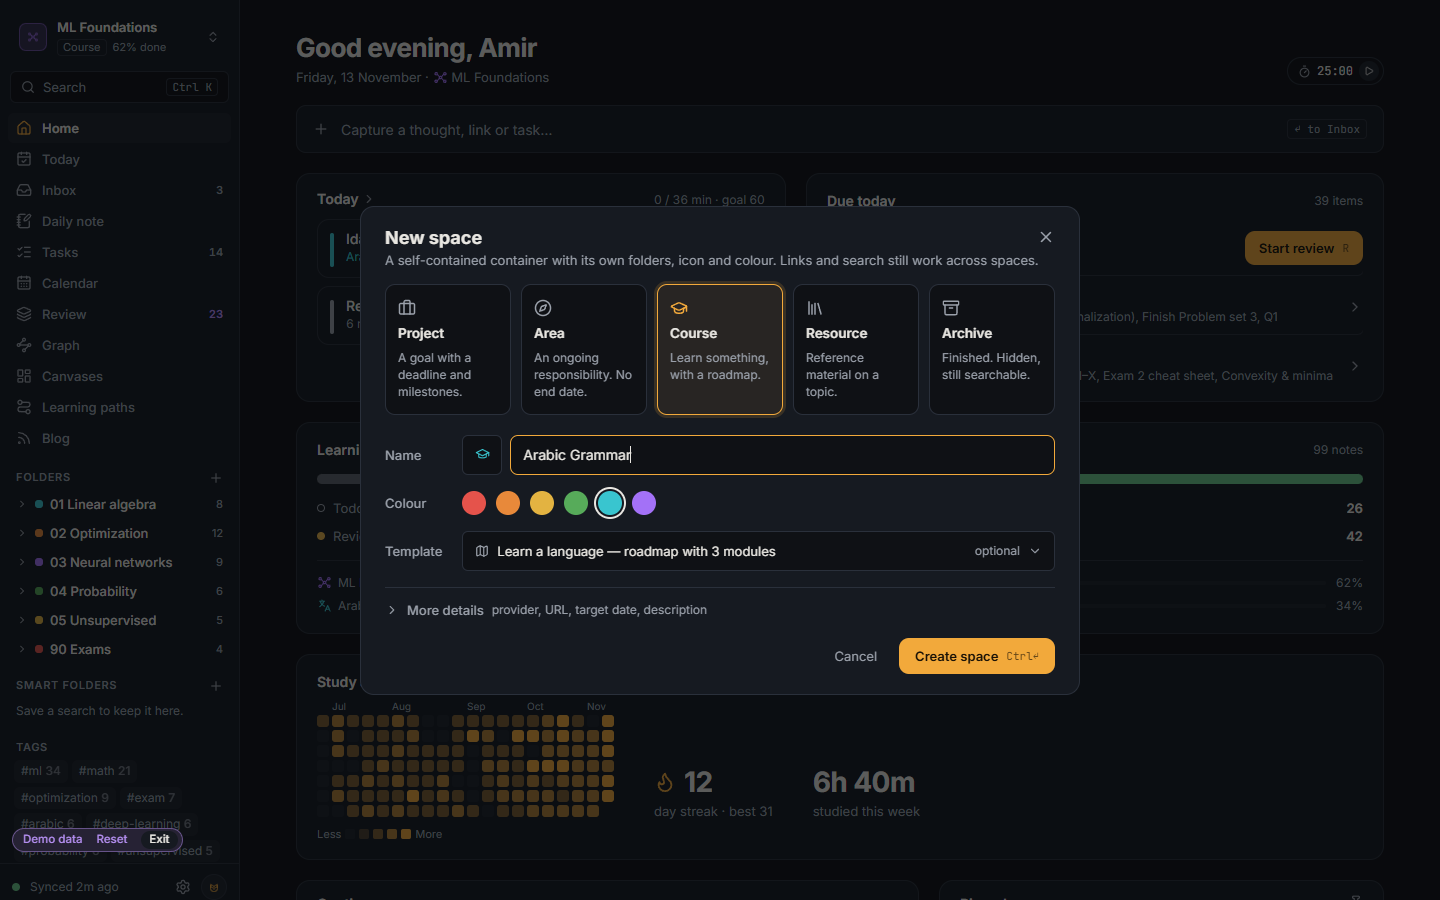 ML Foundations
Course 62% done
Search Ctrl K
Home
Today
Inbox 3
Daily note
Tasks 14
Calendar
Review 23
Graph
Canvases
Learning paths
Blog
FOLDERS
01 Linear algebra 8
02 Optimization 12
03 Neural networks 9
04 Probability 6
05 Unsupervised 5
90 Exams 4
SMART FOLDERS
Save a search to keep it here.
TAGS
#ml 34 #math 21
#optimization 9 #exam 7
#arabic 6 #deep-learning 6
Demo data Reset Exit
Synced 2m ago
Good evening, Amir
Friday, 13 November · ML Foundations
25:00
Capture a thought, link or task...
↵ to Inbox
Today 0 / 36 min · goal 60
Due today 39 items
Start review R
New space
A self-contained container with its own folders, icon and colour. Links and search still work across spaces.
Project
A goal with a
deadline and
milestones.
Area
An ongoing
responsibility. No
end date.
Course
Learn something,
with a roadmap.
Resource
Reference
material on a
topic.
Archive
Finished. Hidden,
still searchable.
Name Arabic Grammar
Colour
Template Learn a language — roadmap with 3 modules optional
More details provider, URL, target date, description
Cancel Create space Ctrl↵
Finish Problem set 3, Q1
Exam 2 cheat sheet, Convexity & minima
99 notes
26
42
ML 62%
34%
Study
Jul Aug Sep Oct Nov
Less More
12
day streak · best 31
6h 40m
studied this week